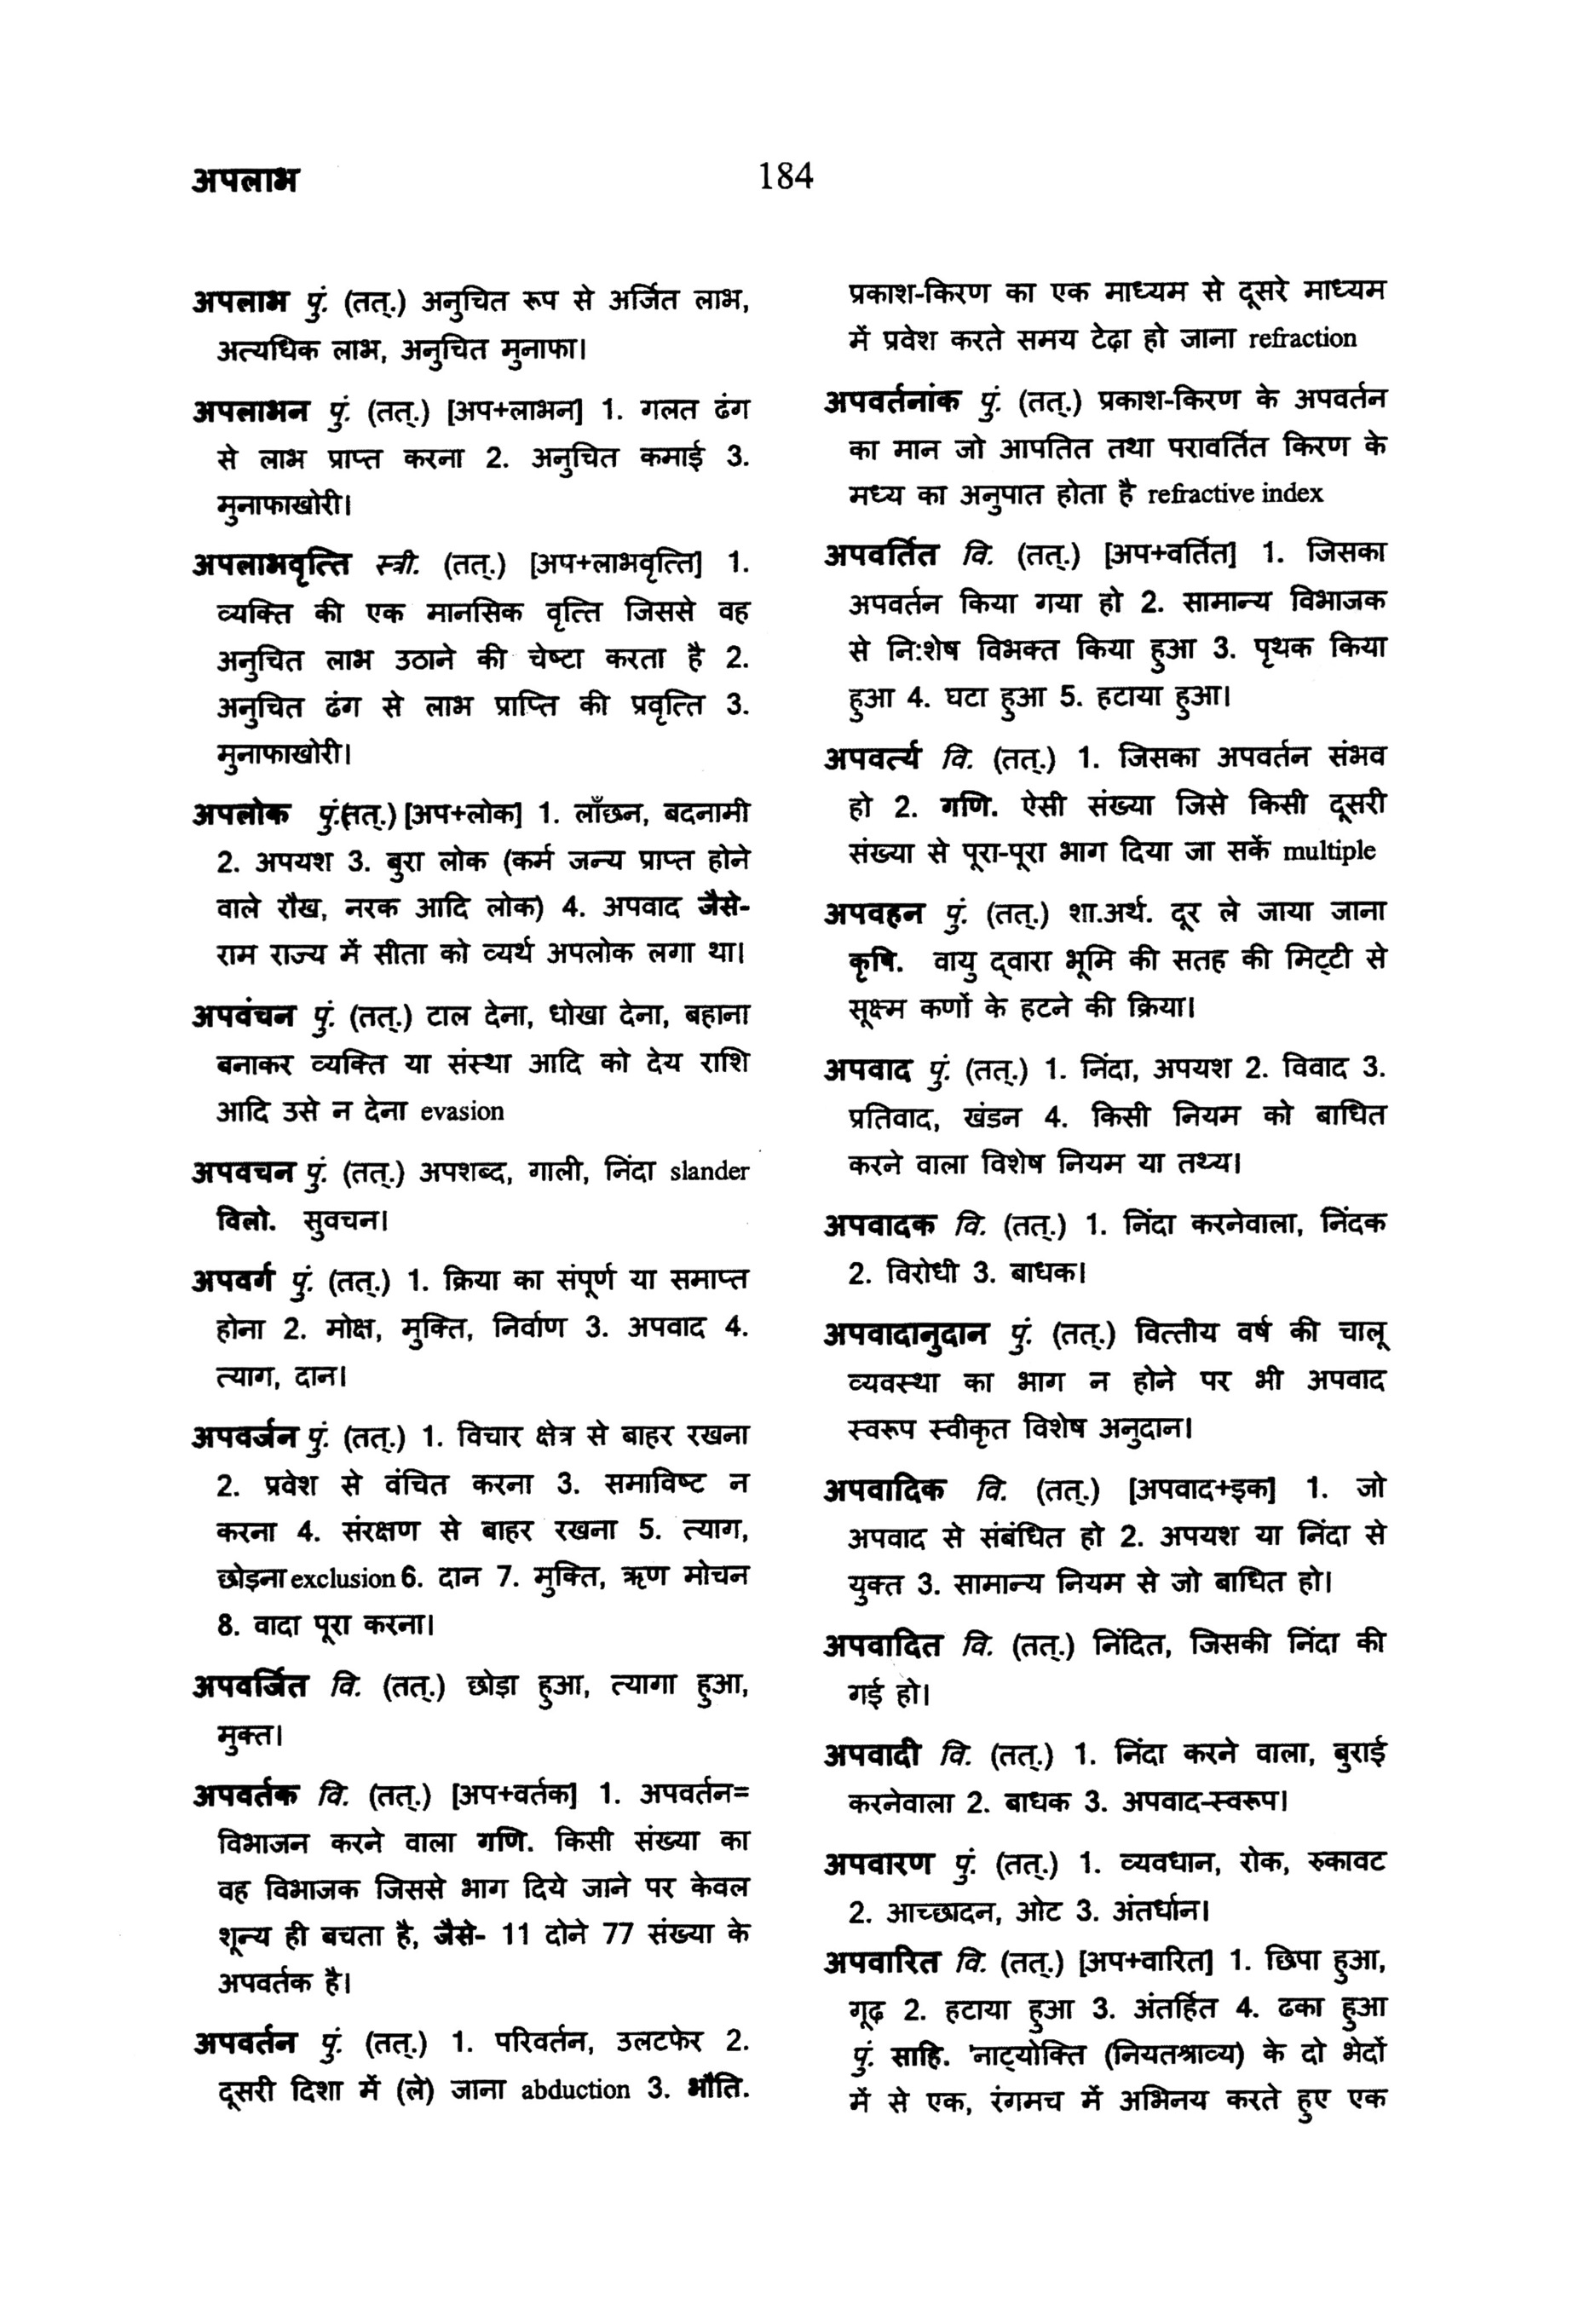 अपलाभ
184
अपलाभ पुं. (तत्.) अनुचित रूप से अर्जित लाभ,
अत्यधिक लाभ, अनुचित मुनाफा।
अपलाभन पुं. (तत्.) [अप+लाभन] 1. गलत ढंग
से लाभ प्राप्त करना 2. अनुचित कमाई 3.
मुनाफाखोरी।
अपलाभवृत्ति स्त्री. (तत्.) [अप+लाभवृत्ति] 1.
व्यक्ति की एक मानसिक वृत्ति जिससे वह
अनुचित लाभ उठाने की चेष्टा करता है 2.
अनुचित ढंग से लाभ प्राप्ति की प्रवृत्ति 3.
मुनाफाखोरी।
अपलोक पुं.(तत्.) [अप+लोक] 1. लाँछन, बदनामी
2. अपयश 3. बुरा लोक (कर्म जन्य प्राप्त होने
वाले रौख, नरक आदि लोक) 4. अपवाद जैसे-
राम राज्य में सीता को व्यर्थ अपलोक लगा था।
अपवंचन पुं. (तत्.) टाल देना, धोखा देना, बहाना
बनाकर व्यक्ति या संस्था आदि को देय राशि
आदि उसे न देना evasion
अपवचन पुं. (तत्.) अपशब्द, गाली, निंदा slander
विलो. सुवचन।
अपवर्ग पुं. (तत्.) 1. क्रिया का संपूर्ण या समाप्त
होना 2. मोक्ष, मुक्ति, निर्वाण 3. अपवाद 4.
त्याग, दान।
अपवर्जन पुं. (तत्.) 1. विचार क्षेत्र से बाहर रखना
2. प्रवेश से वंचित करना 3. समाविष्ट न
करना 4. संरक्षण से बाहर रखना 5. त्याग,
छोड़ना exclusion 6. दान 7. मुक्ति, ऋण मोचन
8. वादा पूरा करना।
अपवर्जित वि. (तत्.) छोड़ा हुआ, त्यागा हुआ,
मुक्त।
अपवर्तक वि. (तत्.) [अप+वर्तक] 1. अपवर्तन=
विभाजन करने वाला गणि. किसी संख्या का
वह विभाजक जिससे भाग दिये जाने पर केवल
शून्य ही बचता है, जैसे- 11 दोने 77 संख्या के
अपवर्तक है।
अपवर्तन पुं. (तत्.) 1. परिवर्तन, उलटफेर 2.
दूसरी दिशा में (ले) जाना abduction 3. भौति.
प्रकाश-किरण का एक माध्यम से दूसरे माध्यम
में प्रवेश करते समय टेढ़ा हो जाना refraction
अपवर्तनांक पुं. (तत्.) प्रकाश-किरण के अपवर्तन
का मान जो आपतित तथा परावर्तित किरण के
मध्य का अनुपात होता है refractive index
अपवर्तित वि. (तत्.) [अप+वर्तित] 1. जिसका
अपवर्तन किया गया हो 2. सामान्य विभाजक
से नि:शेष विभक्त किया हुआ 3. पृथक किया
हुआ 4. घटा हुआ 5. हटाया हुआ।
अपवर्त्य वि. (तत्.) 1. जिसका अपवर्तन संभव
हो 2. गणि. ऐसी संख्या जिसे किसी दूसरी
संख्या से पूरा-पूरा भाग दिया जा सकें multiple
अपवहन पुं. (तत्.) शा.अर्थ. दूर ले जाया जाना
कृषि. वायु द्‌वारा भूमि की सतह की मिट्‌टी से
सूक्ष्म कणों के हटने की क्रिया।
अपवाद पुं. (तत्.) 1. निंदा, अपयश 2. विवाद 3.
प्रतिवाद, खंडन 4. किसी नियम को बाधित
करने वाला विशेष नियम या तथ्य।
अपवादक वि. (तत्.) 1. निंदा करनेवाला, निंदक
2. विरोधी 3. बाधक।
अपवादानुदान पुं. (तत्.) वित्तीय वर्ष की चालू
व्यवस्था का भाग न होने पर भी अपवाद
स्वरूप स्वीकृत विशेष अनुदान।
अपवादिक वि. (तत्.) [अपवाद+इक] 1. जो
अपवाद से संबंधित हो 2. अपयश या निंदा से
युक्त 3. सामान्य नियम से जो बाधित हो।
अपवादित वि. (तत्.) निंदित, जिसकी निंदा की
गई हो।
अपवादी वि. (तत्.) 1. निंदा करने वाला, बुराई
करनेवाला 2. बाधक 3. अपवाद-स्वरूप।
अपवारण पुं. (तत्.) 1. व्यवधान, रोक, रुकावट
2. आच्छादन, ओट 3. अंतर्धान।
अपवारित वि. (तत्.) [अप+वारित] 1. छिपा हुआ,
गूढ़ 2. हटाया हुआ 3. अंतर्हित 4. ढका हुआ
पुं. साहि. 'नाट्‌योक्ति (नियतश्राव्य) के दो भेदों
में से एक, रंगमच में अभिनय करते हुए एक